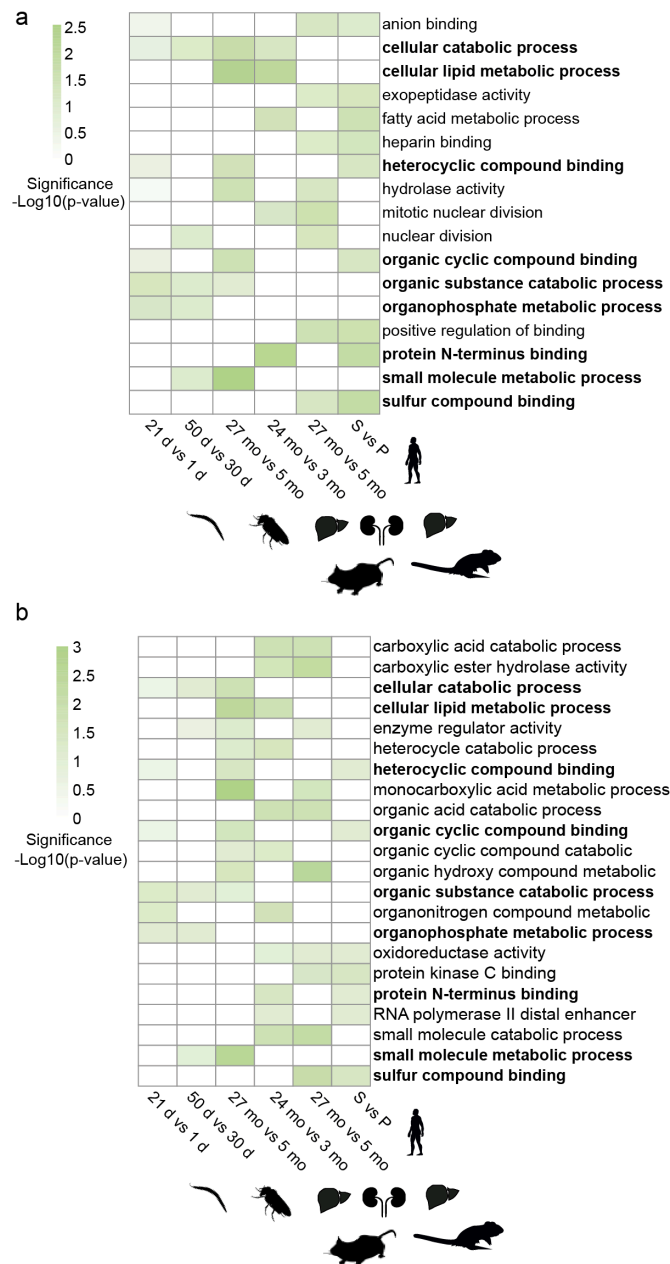 a
2.5
2
1.5
1
0.5
0
Significance
-Log10(p-value)
anion binding
cellular catabolic process
cellular lipid metabolic process
exopeptidase activity
fatty acid metabolic process
heparin binding
heterocyclic compound binding
hydrolase activity
mitotic nuclear division
nuclear division
organic cyclic compound binding
organic substance catabolic process
organophosphate metabolic process
positive regulation of binding
protein N-terminus binding
small molecule metabolic process
sulfur compound binding
21 d vs 1 d
50 d vs 30 d
27 mo vs 5 mo
24 mo vs 3 mo
27 mo vs 5 mo
S vs P
b
3
2.5
2
1.5
1
0.5
0
Significance
-Log10(p-value)
carboxylic acid catabolic process
carboxylic ester hydrolase activity
cellular catabolic process
cellular lipid metabolic process
enzyme regulator activity
heterocycle catabolic process
heterocyclic compound binding
monocarboxylic acid metabolic process
organic acid catabolic process
organic cyclic compound binding
organic cyclic compound catabolic
organic hydroxy compound metabolic
organic substance catabolic process
organonitrogen compound metabolic
organophosphate metabolic process
oxidoreductase activity
protein kinase C binding
protein N-terminus binding
RNA polymerase II distal enhancer
small molecule catabolic process
small molecule metabolic process
sulfur compound binding
21 d vs 1 d
50 d vs 30 d
27 mo vs 5 mo
24 mo vs 3 mo
27 mo vs 5 mo
S vs P